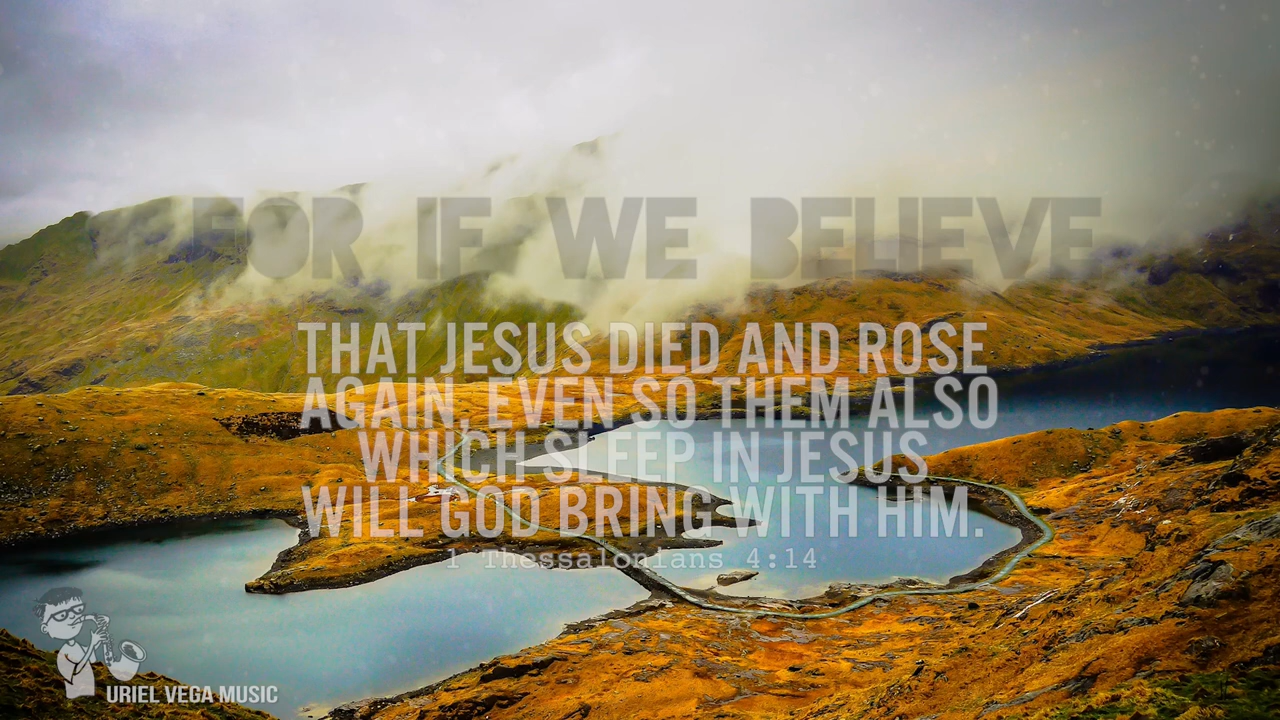 FOR IF WE BELIEVE
THAT JESUS DIED AND ROSE
AGAIN, EVEN SO THEM ALSO
WHICH SLEEP IN JESUS
WILL GOD BRING WITH HIM.
1 Thessalonians 4:14
URIEL VEGA MUSIC